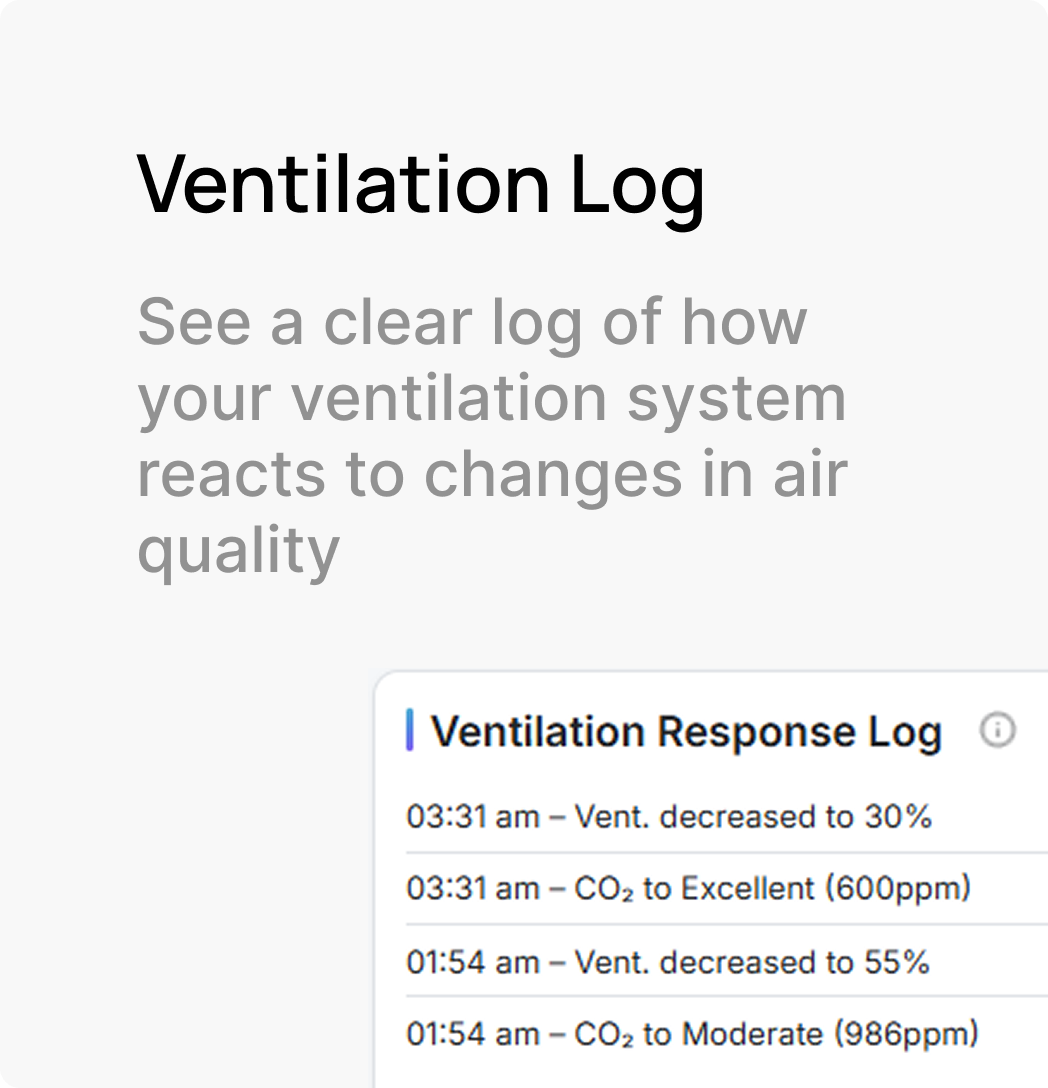 Ventilation Log
See a clear log of how
your ventilation system
reacts to changes in air
quality
Ventilation Response Log
03:31 am – Vent. decreased to 30%
03:31 am – CO₂ to Excellent (600ppm)
01:54 am – Vent. decreased to 55%
01:54 am – CO₂ to Moderate (986ppm)